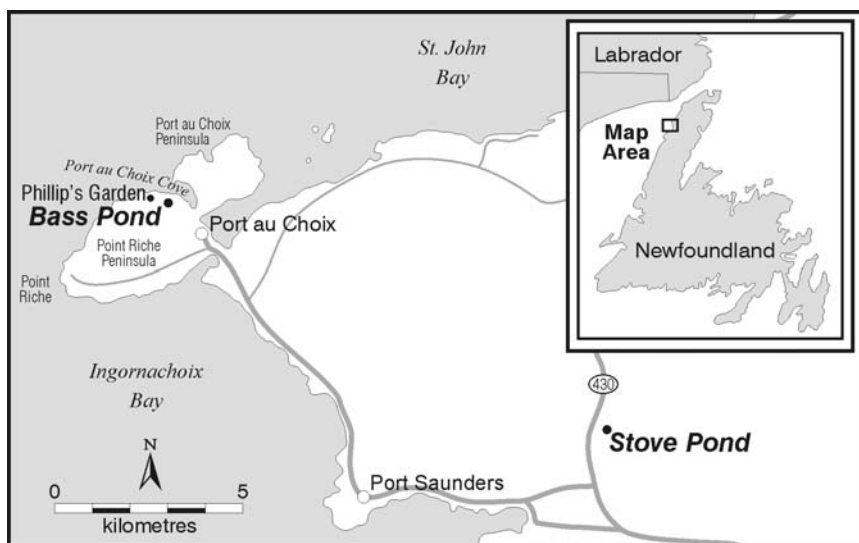 St. John
Bay
Labrador
Map
Area
Newfoundland
Port au Choix
Peninsula
Port au Choix Cove
Phillip's Garden
Bass Pond
Port au Choix
Point Riche
Peninsula
Point
Riche
Ingornachoix
Bay
430
Stove Pond
N
Port Saunders
0 5
kilometres